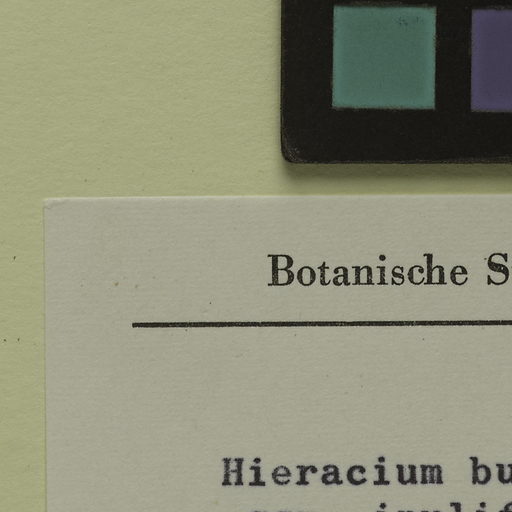 Botanische S
Hieracium bu